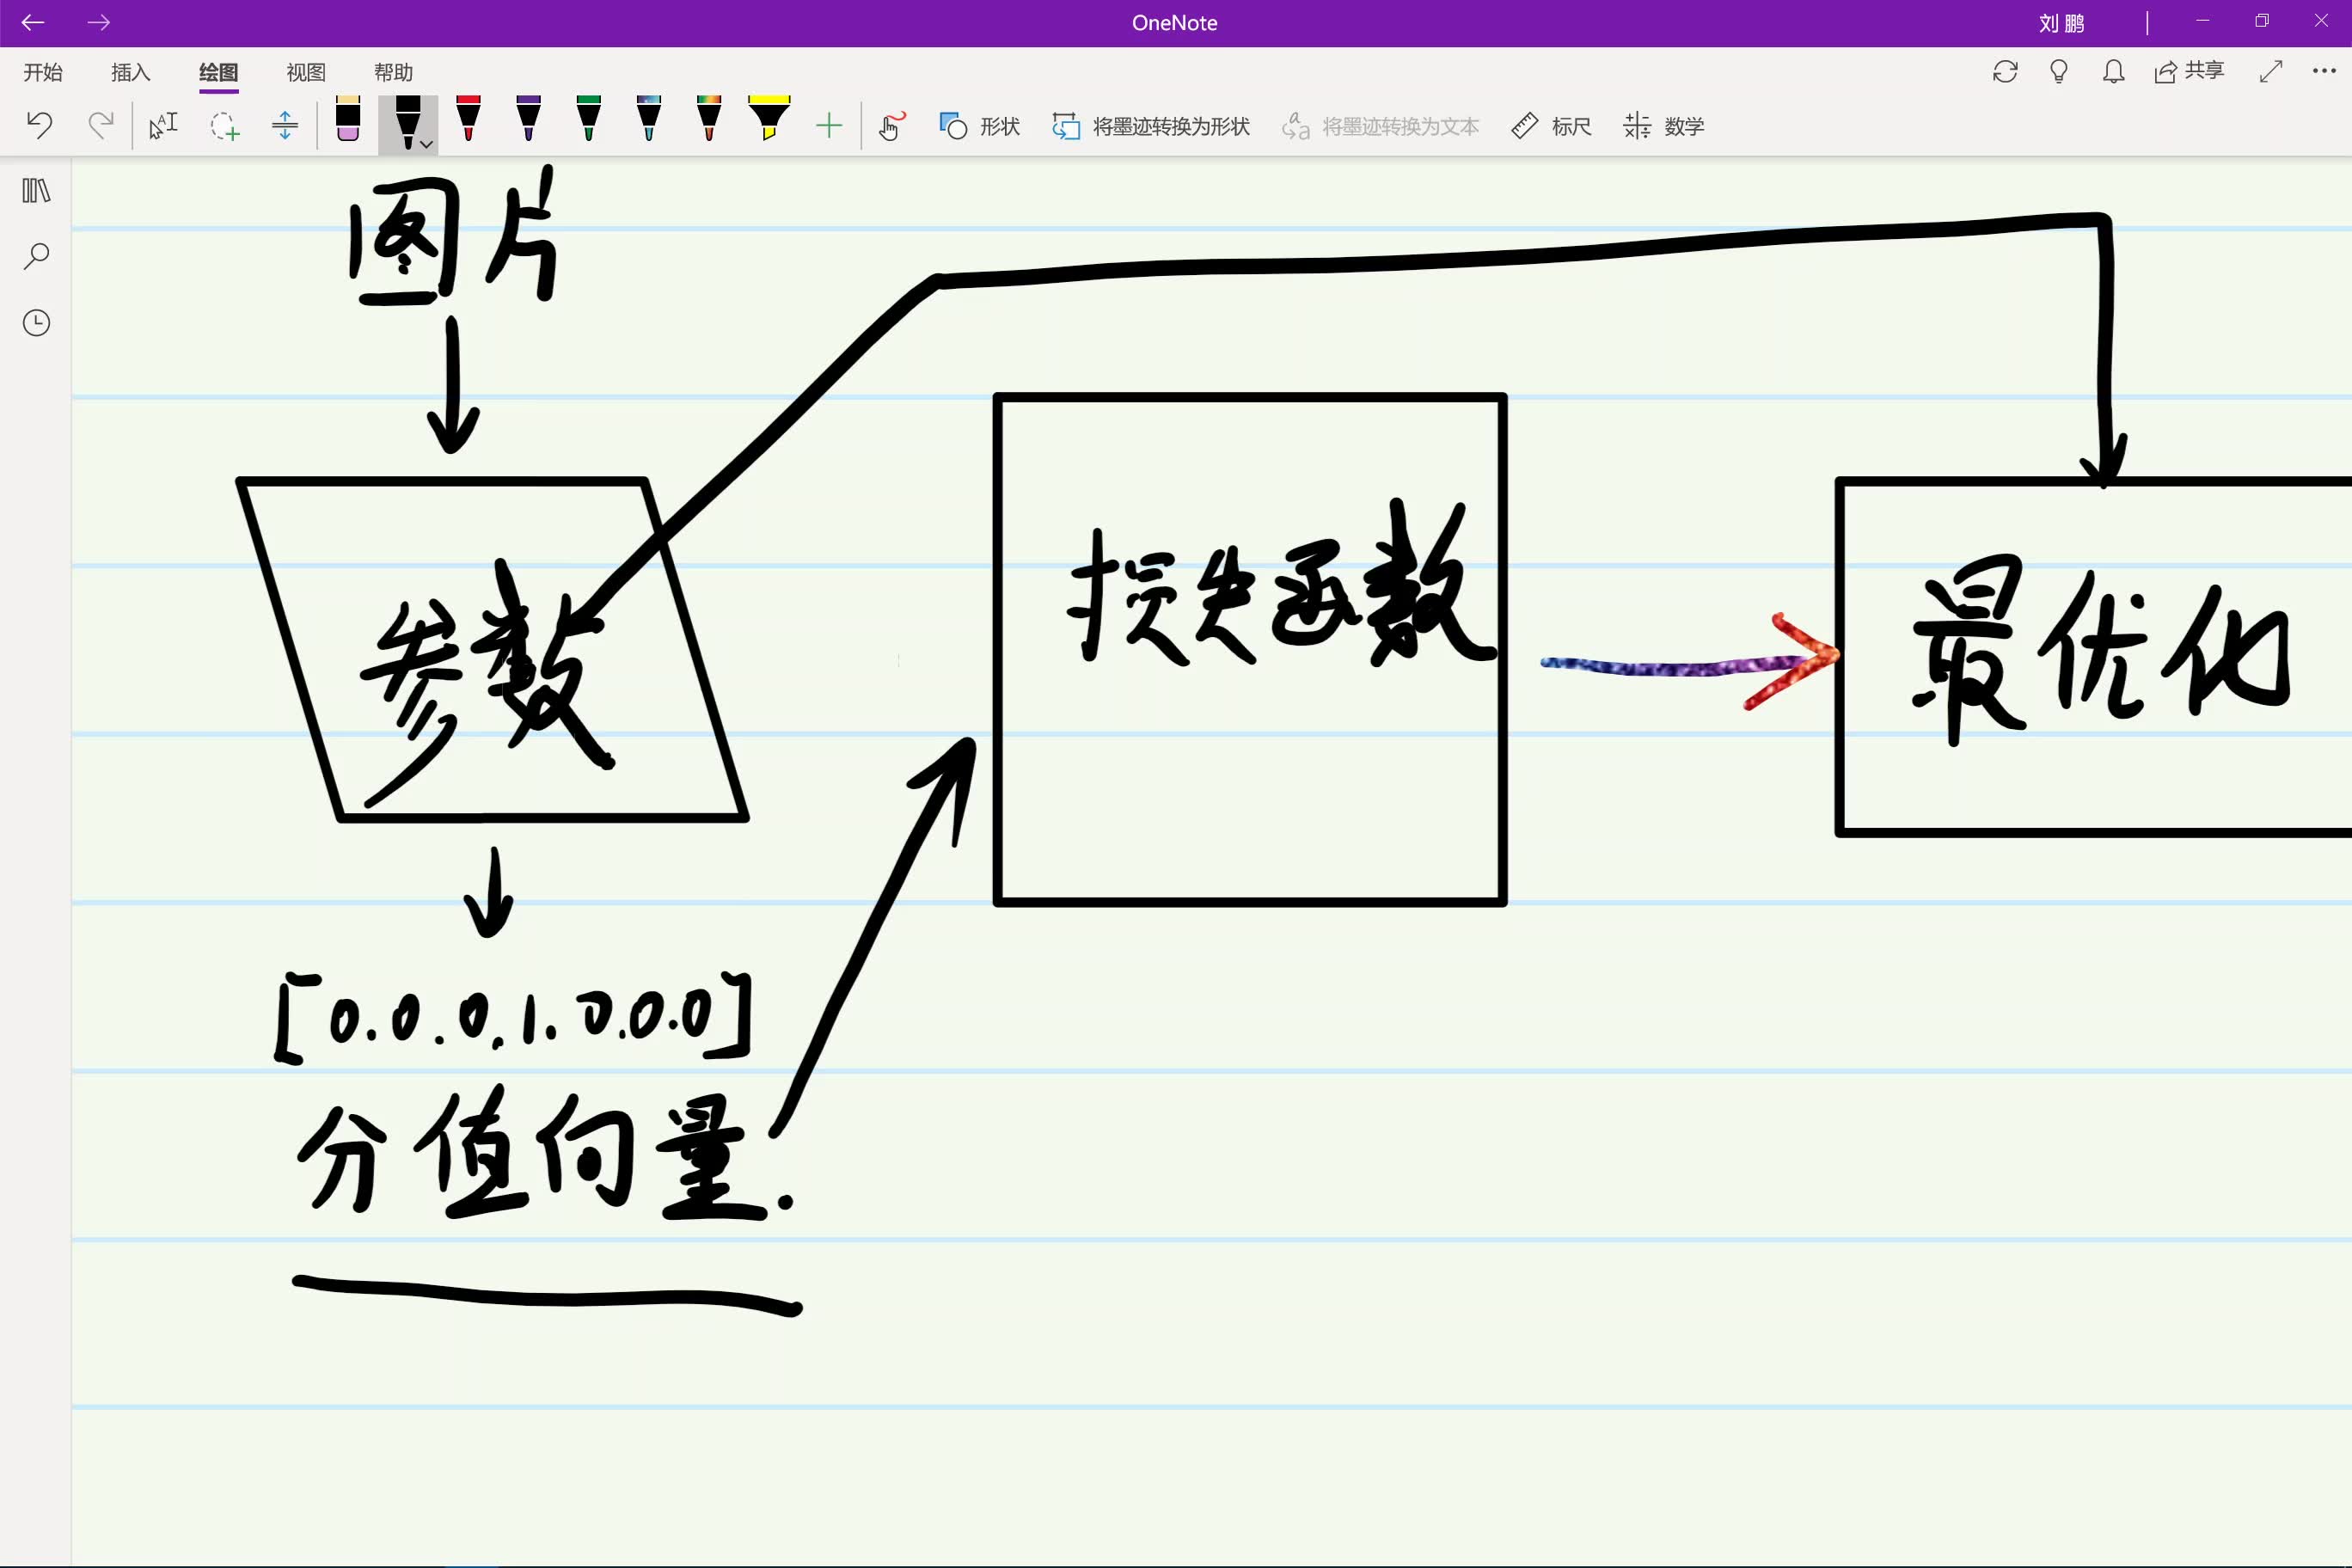 OneNote
刘 鹏
开始 插入 绘图 视图 帮助
共享
形状 将墨迹转换为形状 将墨迹转换为文本 标尺 数学
图片
参数
损失函数
最优化
[0.0.0.1.0.0.0]
分值向量.